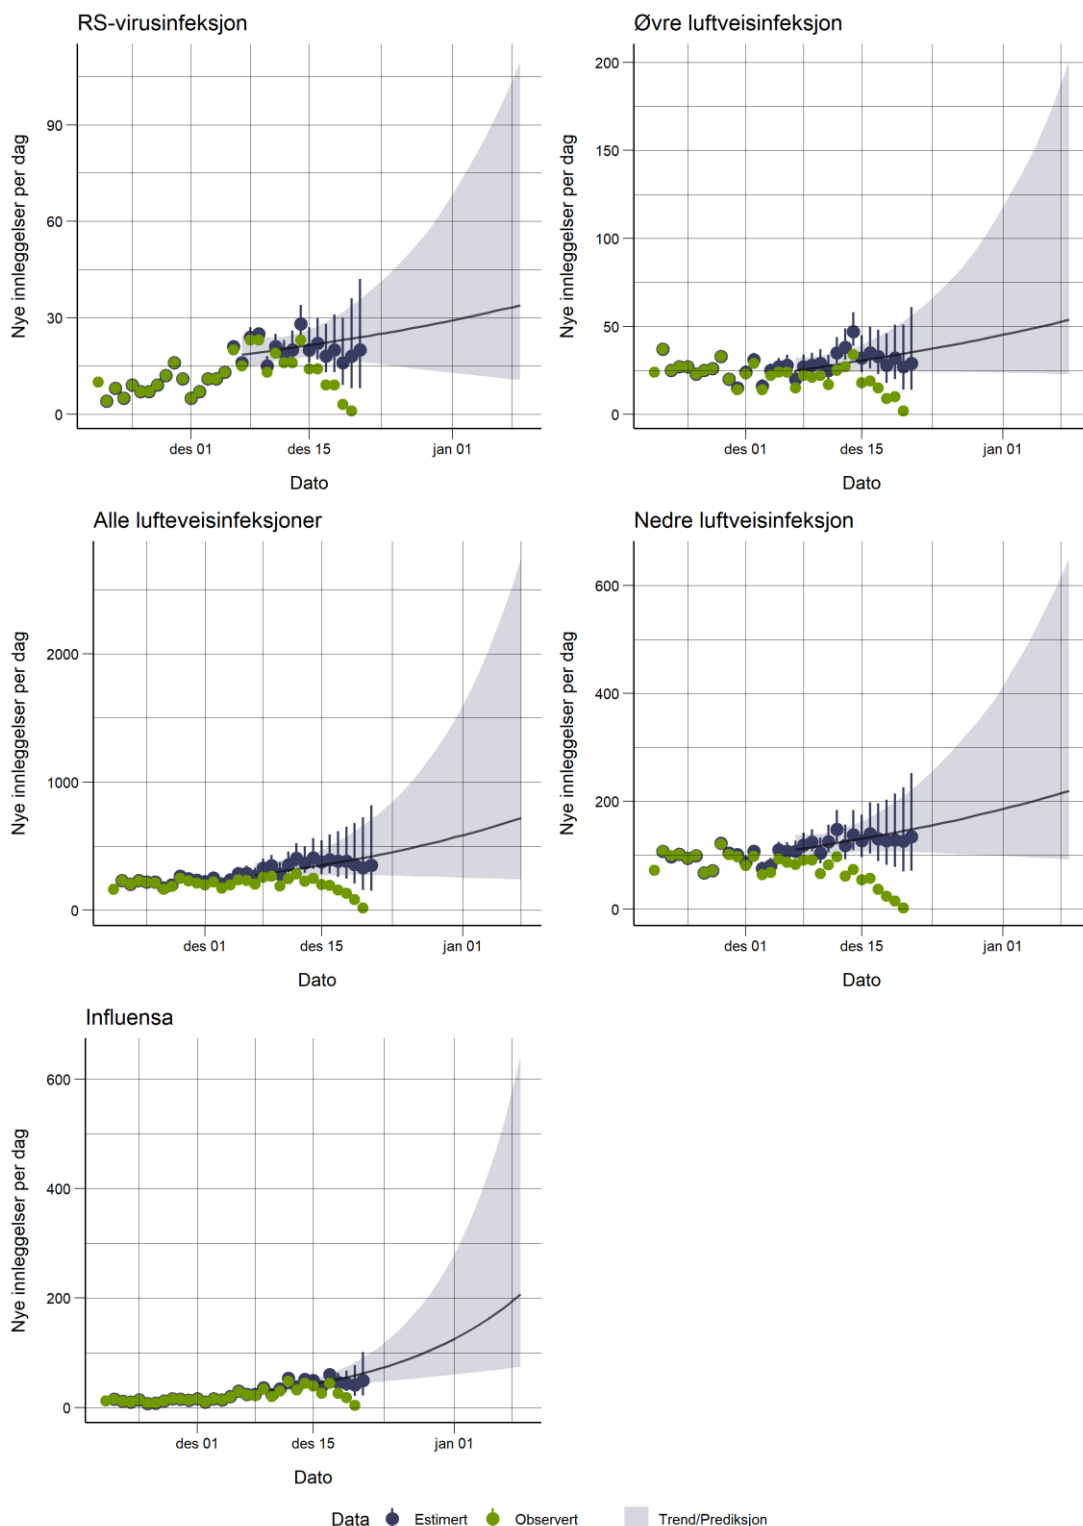 RS-virusinfeksjon
Nye innleggelser per dag
90
60
30
0
des 01
des 15
jan 01
Dato
Øvre luftveisinfeksjon
Nye innleggelser per dag
200
150
100
50
0
des 01
des 15
jan 01
Dato
Alle lufteveisinfeksjoner
Nye innleggelser per dag
2000
1000
0
des 01
des 15
jan 01
Dato
Nedre luftveisinfeksjon
Nye innleggelser per dag
600
400
200
0
des 01
des 15
jan 01
Dato
Influensa
Nye innleggelser per dag
600
400
200
0
des 01
des 15
jan 01
Dato
Data Estimert Observert Trend/Prediksjon